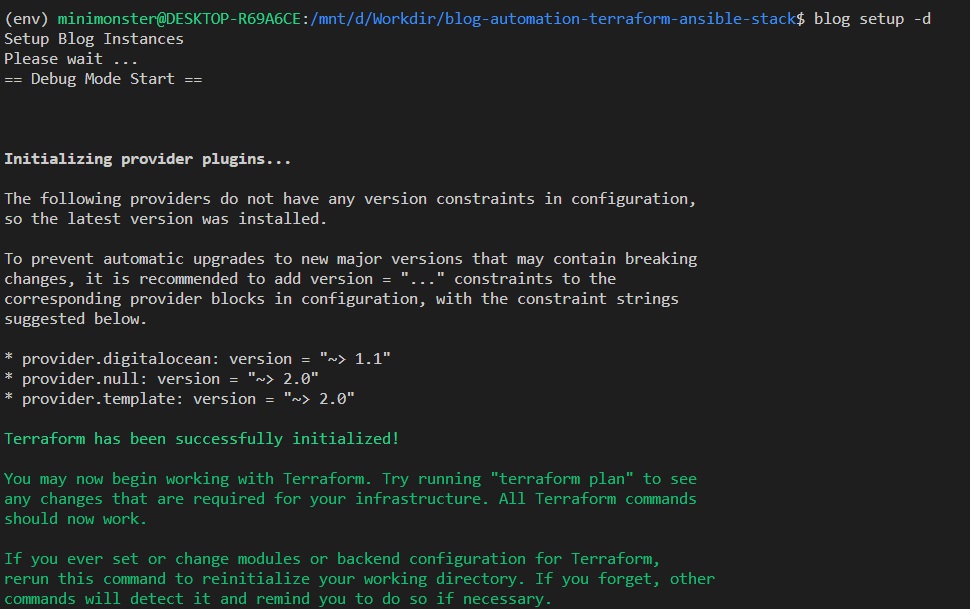 (env) minimonster@DESKTOP-R69A6CE:/mnt/d/Workdir/blog-automation-terraform-ansible-stack$ blog setup -d
Setup Blog Instances
Please wait ...
== Debug Mode Start ==
Initializing provider plugins...
The following providers do not have any version constraints in configuration,
so the latest version was installed.
To prevent automatic upgrades to new major versions that may contain breaking
changes, it is recommended to add version = "..." constraints to the
corresponding provider blocks in configuration, with the constraint strings
suggested below.
* provider.digitalocean: version = "~> 1.1"
* provider.null: version = "~> 2.0"
* provider.template: version = "~> 2.0"
Terraform has been successfully initialized!
You may now begin working with Terraform. Try running "terraform plan" to see
any changes that are required for your infrastructure. All Terraform commands
should now work.
If you ever set or change modules or backend configuration for Terraform,
rerun this command to reinitialize your working directory. If you forget, other
commands will detect it and remind you to do so if necessary.